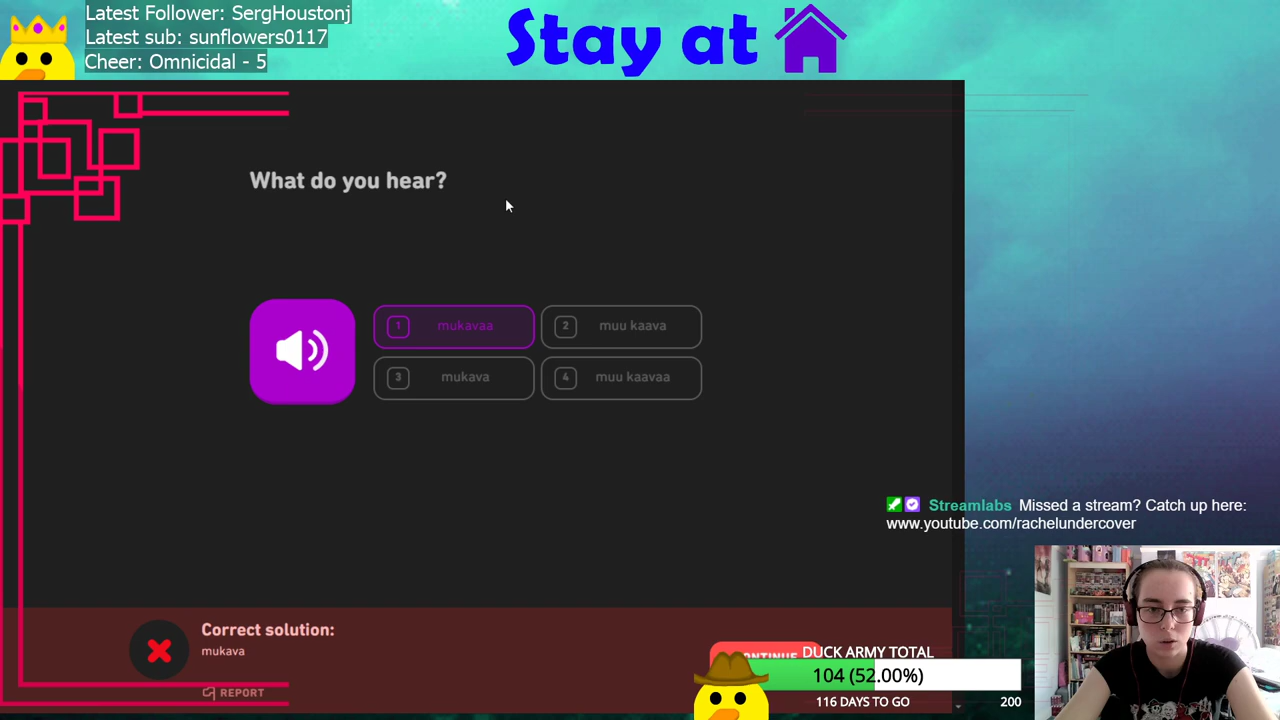 Latest Follower: SergHoustonj
Latest sub: sunflowers0117
Cheer: Omnicidal - 5
Stay at
What do you hear?
1 mukavaa
2 muu kaava
3 mukava
4 muu kaavaa
Streamlabs Missed a stream? Catch up here:
www.youtube.com/rachelundercover
Correct solution:
mukava
REPORT
CONTINUE
DUCK ARMY TOTAL
104 (52.00%)
116 DAYS TO GO
200